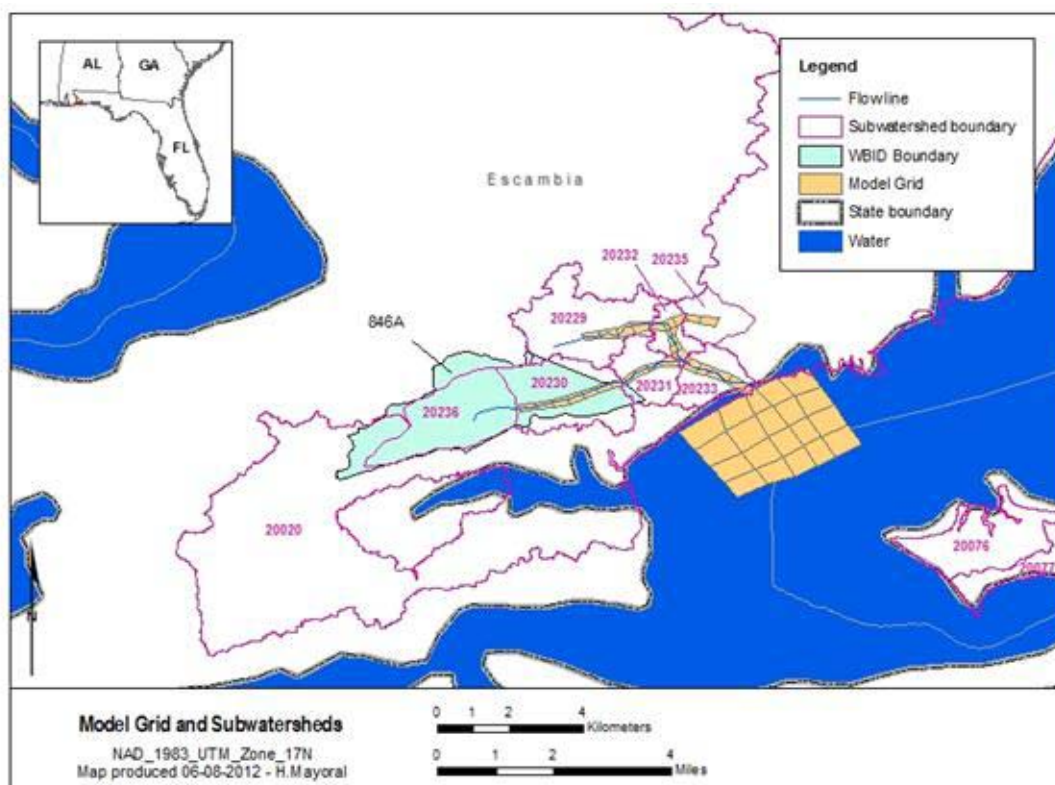 AL
GA
FL
Legend
Flowline
Subwatershed boundary
WBID Boundary
Model Grid
State boundary
Water
Escambia
20232
20235
20229
846A
20230
20231
20233
20236
20020
20076
20077
N
Model Grid and Subwatersheds
NAD_1983_UTM_Zone_17N
Map produced 06-08-2012 - H.Mayoral
0 1 2 4
Kilometers
0 1 2 4
Miles